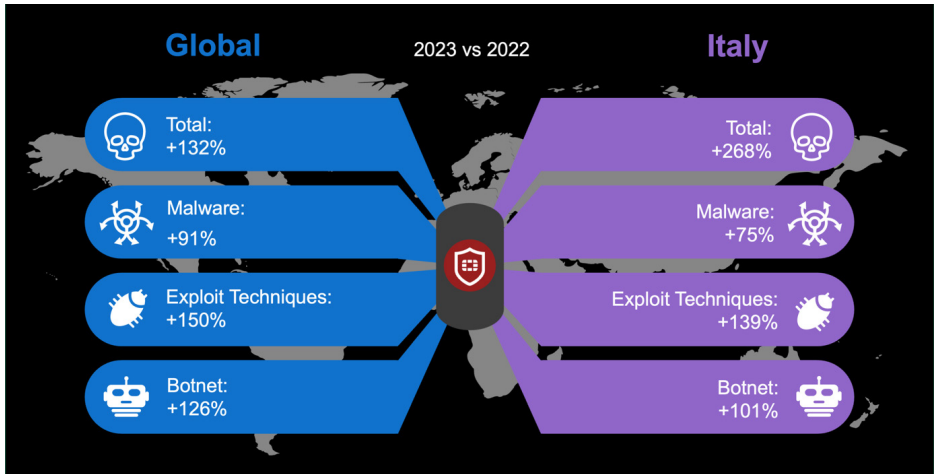 Global
2023 vs 2022
Italy
Total:
+132%
Malware:
+91%
Exploit Techniques:
+150%
Botnet:
+126%
Total:
+268%
Malware:
+75%
Exploit Techniques:
+139%
Botnet:
+101%